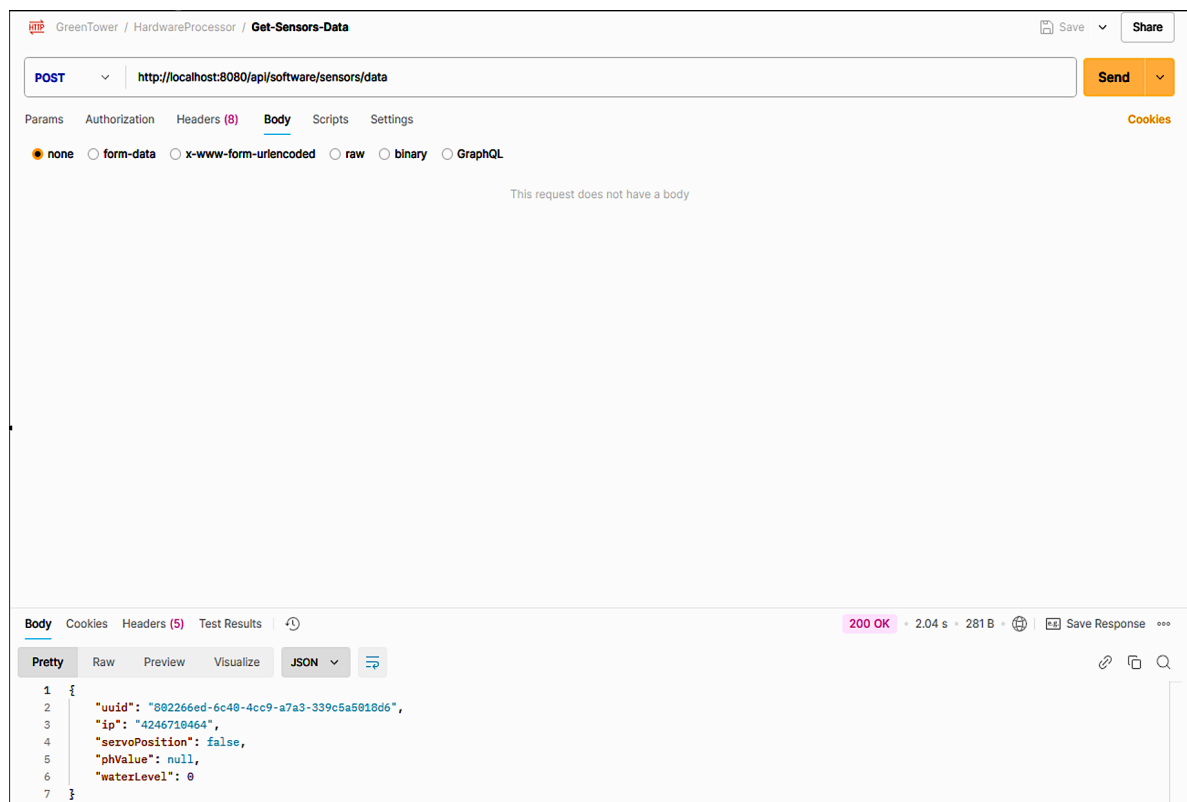 HTTP GreenTower / HardwareProcessor / Get-Sensors-Data Save Share
POST http://localhost:8080/api/software/sensors/data Send
Params Authorization Headers (8) Body Scripts Settings Cookies
none form-data x-www-form-urlencoded raw binary GraphQL
This request does not have a body
Body Cookies Headers (5) Test Results 200 OK • 2.04 s • 281 B • e.g. Save Response
Pretty Raw Preview Visualize JSON
1 {
2 "uuid": "802266ed-6c40-4cc9-a7a3-339c5a5018d6",
3 "ip": "4246710464",
4 "servoPosition": false,
5 "phValue": null,
6 "waterLevel": 0
7 }